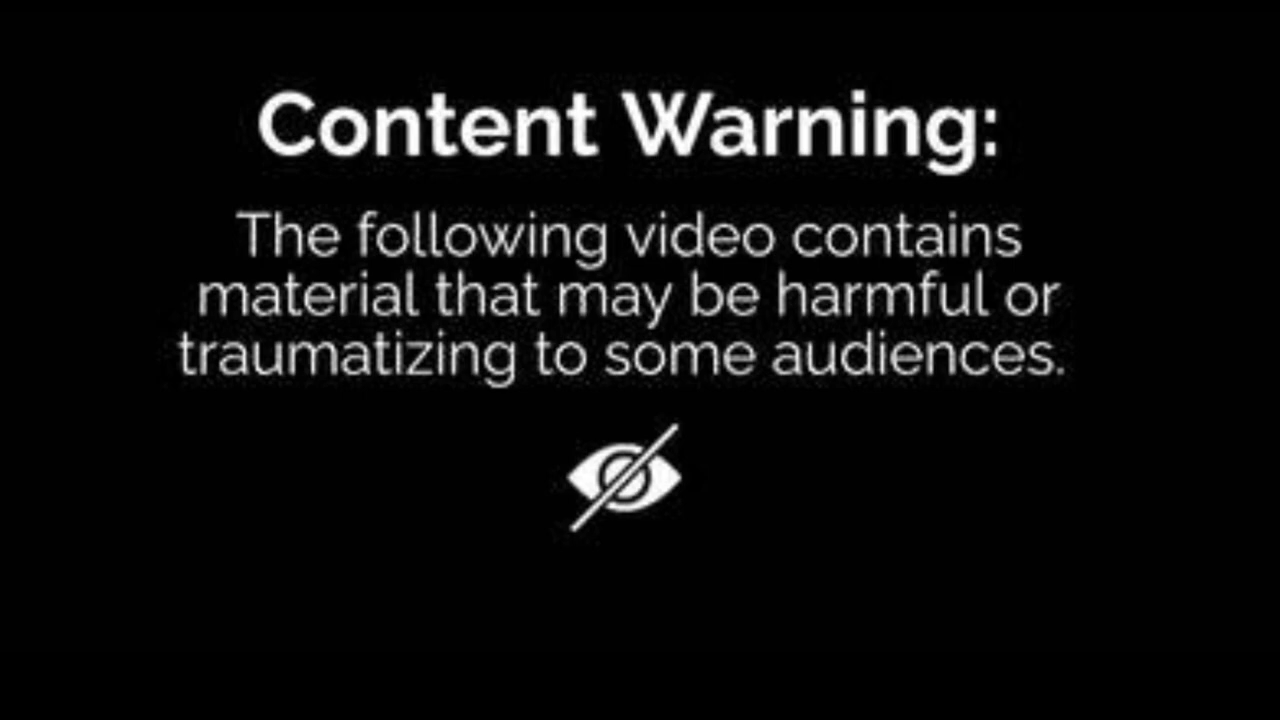 Content Warning:
The following video contains
material that may be harmful or
traumatizing to some audiences.